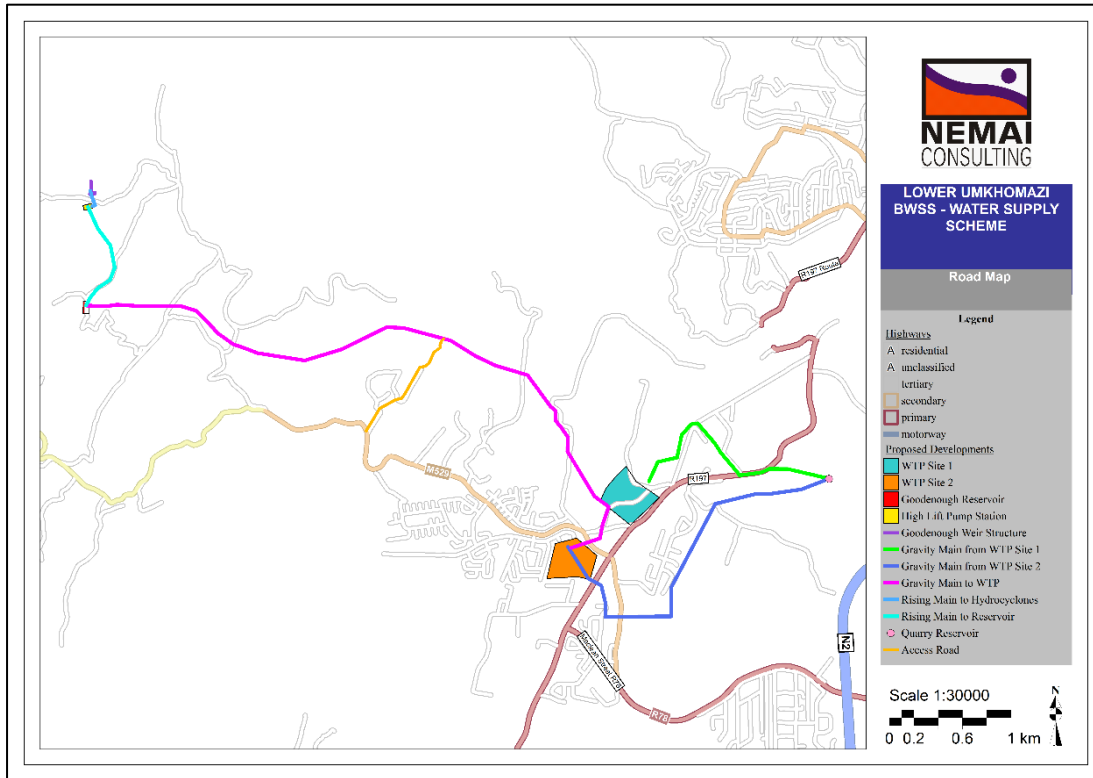 NEMAI
CONSULTING
LOWER UMKHOMAZI
BWSS - WATER SUPPLY
SCHEME
Road Map
Legend
Highways
A residential
A unclassified
tertiary
secondary
primary
motorway
Proposed Developments
WTP Site 1
WTP Site 2
Goodenough Reservoir
High Lift Pump Station
Goodenough Weir Structure
Gravity Main from WTP Site 1
Gravity Main from WTP Site 2
Gravity Main to WTP
Rising Main to Hydrocyclones
Rising Main to Reservoir
Quarry Reservoir
Access Road
Scale 1:30000
N
0 0.2 0.6 1 km
R197 Route
R197
M529
N2
Maclean Street R78
R78